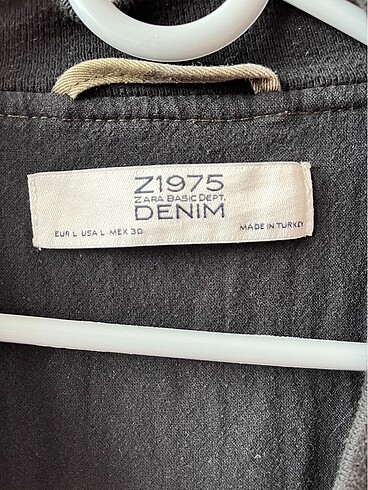 Z1975
ZARA BASIC DEPT.
DENIM
EUR L USA L MEX 30
MADE IN TURKEY